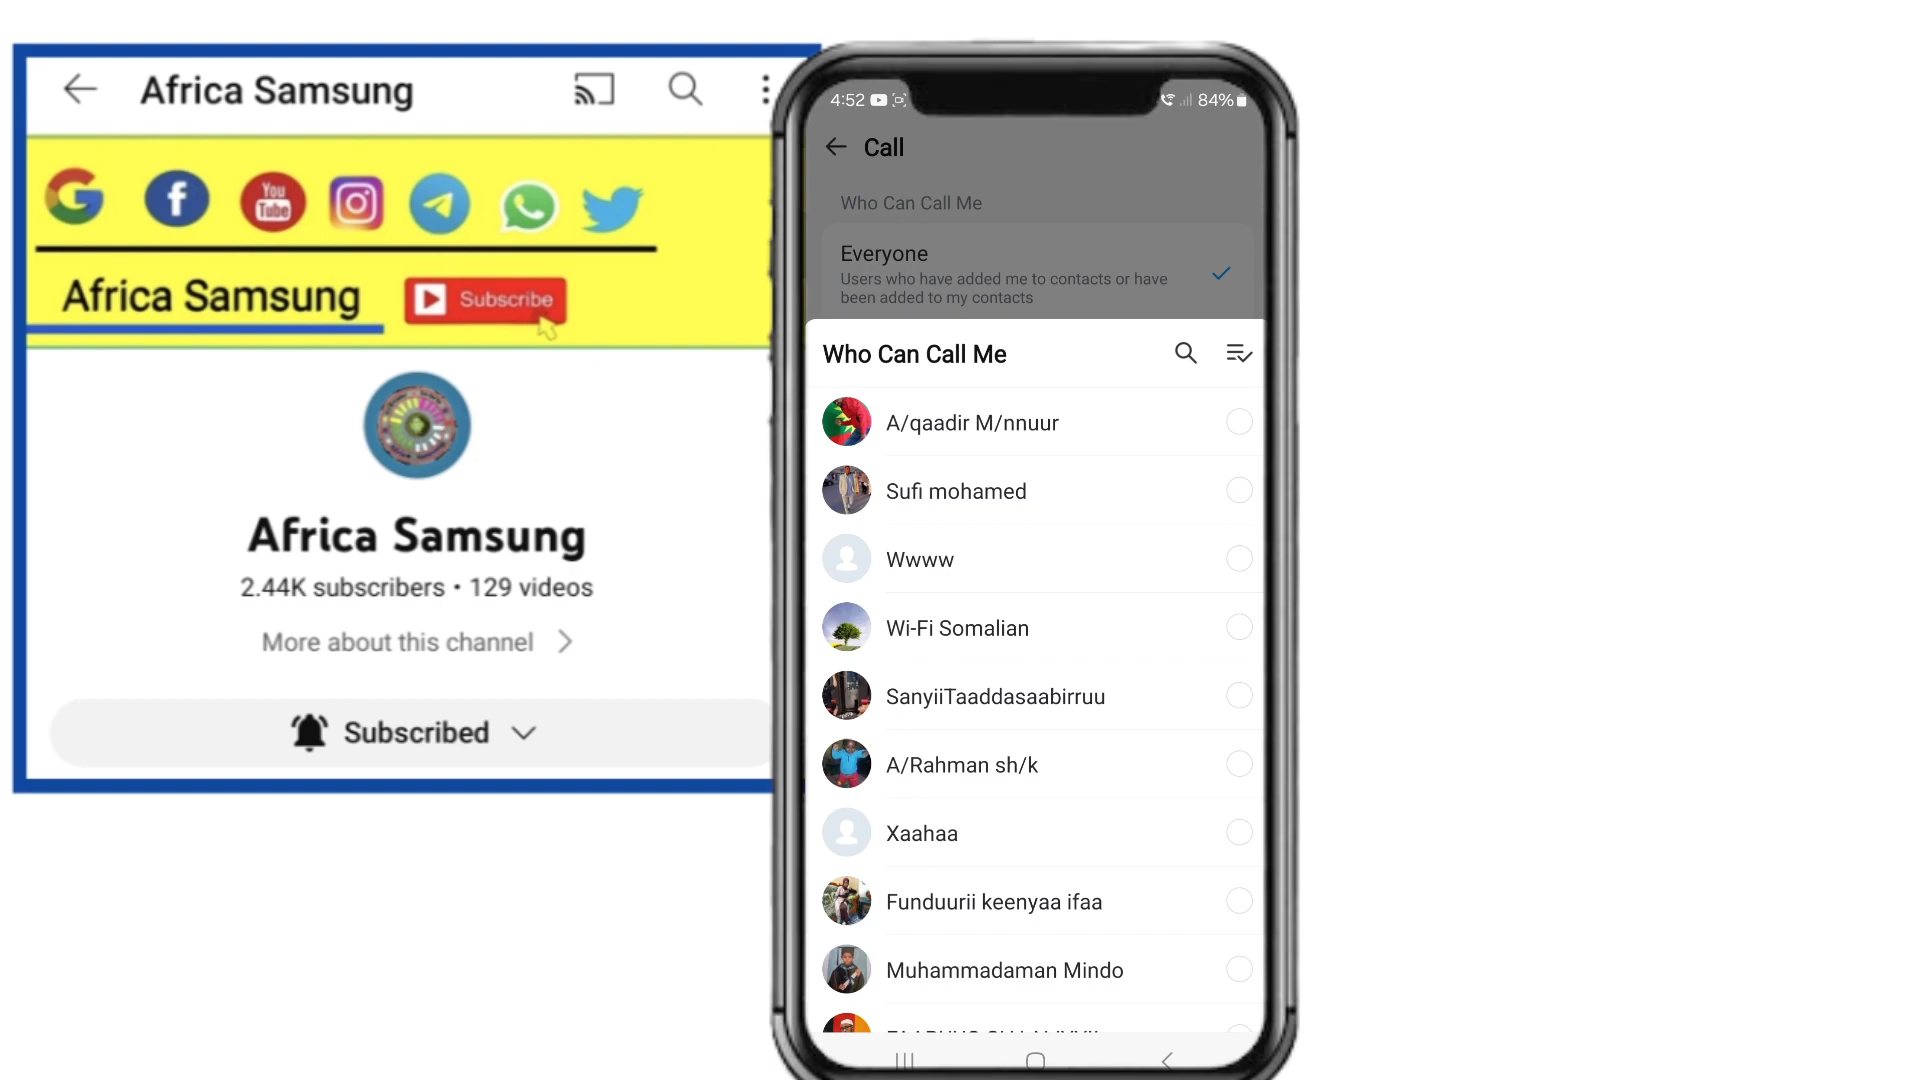 Africa Samsung
You
Tube
Africa Samsung
Subscribe
Africa Samsung
2.44K subscribers • 129 videos
More about this channel
Subscribed
4:52
84%
Call
Who Can Call Me
Everyone
Users who have added me to contacts or have
been added to my contacts
Who Can Call Me
A/qaadir M/nnuur
Sufi mohamed
Wwww
Wi-Fi Somalian
SanyiiTaaddasaabirruu
A/Rahman sh/k
Xaahaa
Funduurii keenyaa ifaa
Muhammadaman Mindo